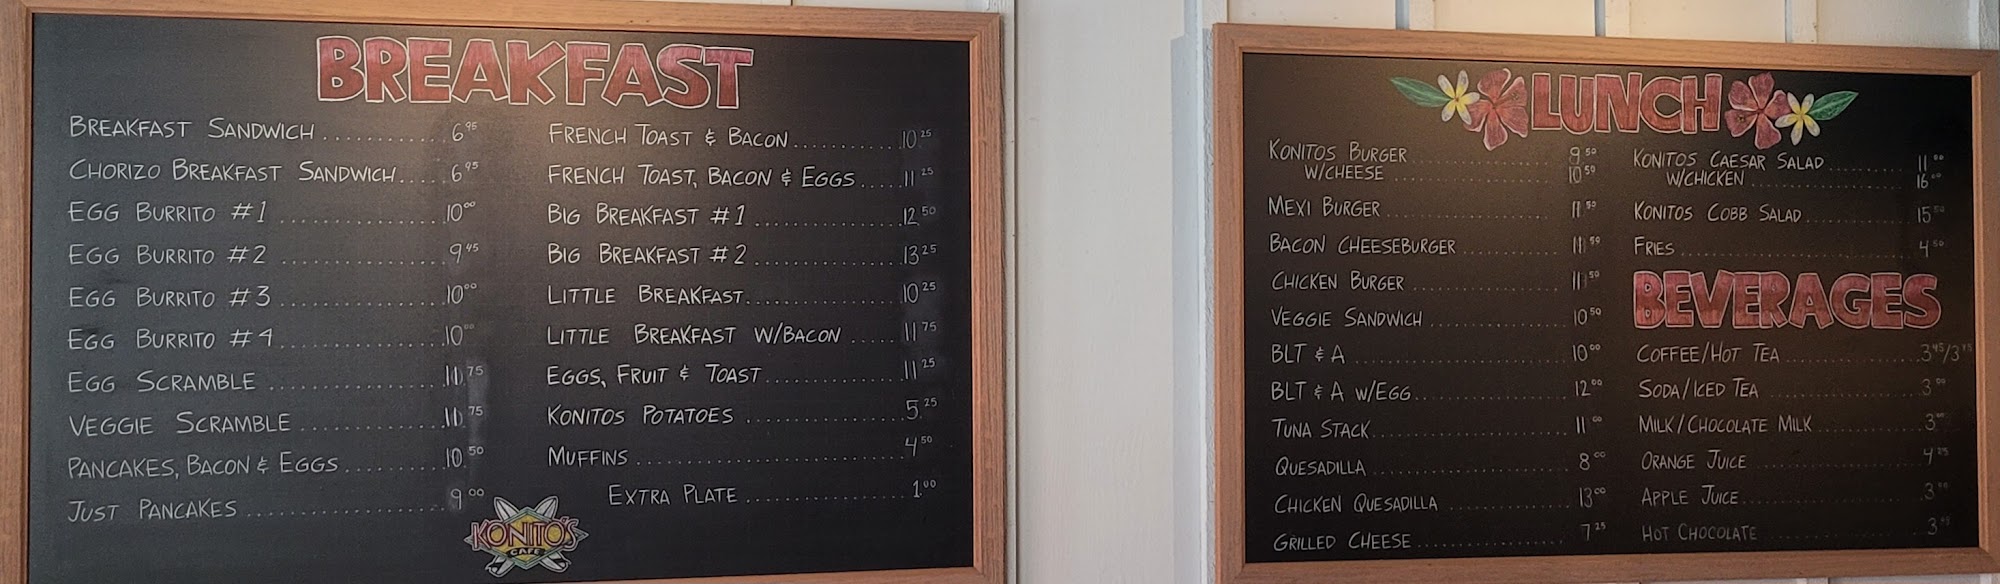 BREAKFAST
BREAKFAST SANDWICH 6.95
CHORIZO BREAKFAST SANDWICH 6.95
EGG BURRITO #1 10.00
EGG BURRITO #2 9.45
EGG BURRITO #3 10.00
EGG BURRITO #4 10.00
EGG SCRAMBLE 11.75
VEGGIE SCRAMBLE 11.75
PANCAKES, BACON & EGGS 10.50
JUST PANCAKES 9.00
FRENCH TOAST & BACON 10.25
FRENCH TOAST, BACON & EGGS 11.25
BIG BREAKFAST #1 12.50
BIG BREAKFAST #2 13.25
LITTLE BREAKFAST 10.25
LITTLE BREAKFAST W/BACON 11.75
EGGS, FRUIT & TOAST 11.25
KONITOS POTATOES 5.25
MUFFINS 4.50
EXTRA PLATE 1.00
KONITO'S
CAFE
LUNCH
KONITOS BURGER 9.50
W/CHEESE 10.50
MEXI BURGER 11.50
BACON CHEESEBURGER 11.50
CHICKEN BURGER 11.50
VEGGIE SANDWICH 10.50
BLT & A 10.00
BLT & A W/EGG 12.00
TUNA STACK 11.00
QUESADILLA 8.00
CHICKEN QUESADILLA 13.00
GRILLED CHEESE 7.25
KONITOS CAESAR SALAD 11.00
W/CHICKEN 16.00
KONITOS COBB SALAD 15.50
FRIES 4.50
BEVERAGES
COFFEE/HOT TEA
SODA/ICED TEA 3.00
MILK/CHOCOLATE MILK
ORANGE JUICE 4.25
APPLE JUICE
HOT CHOCOLATE